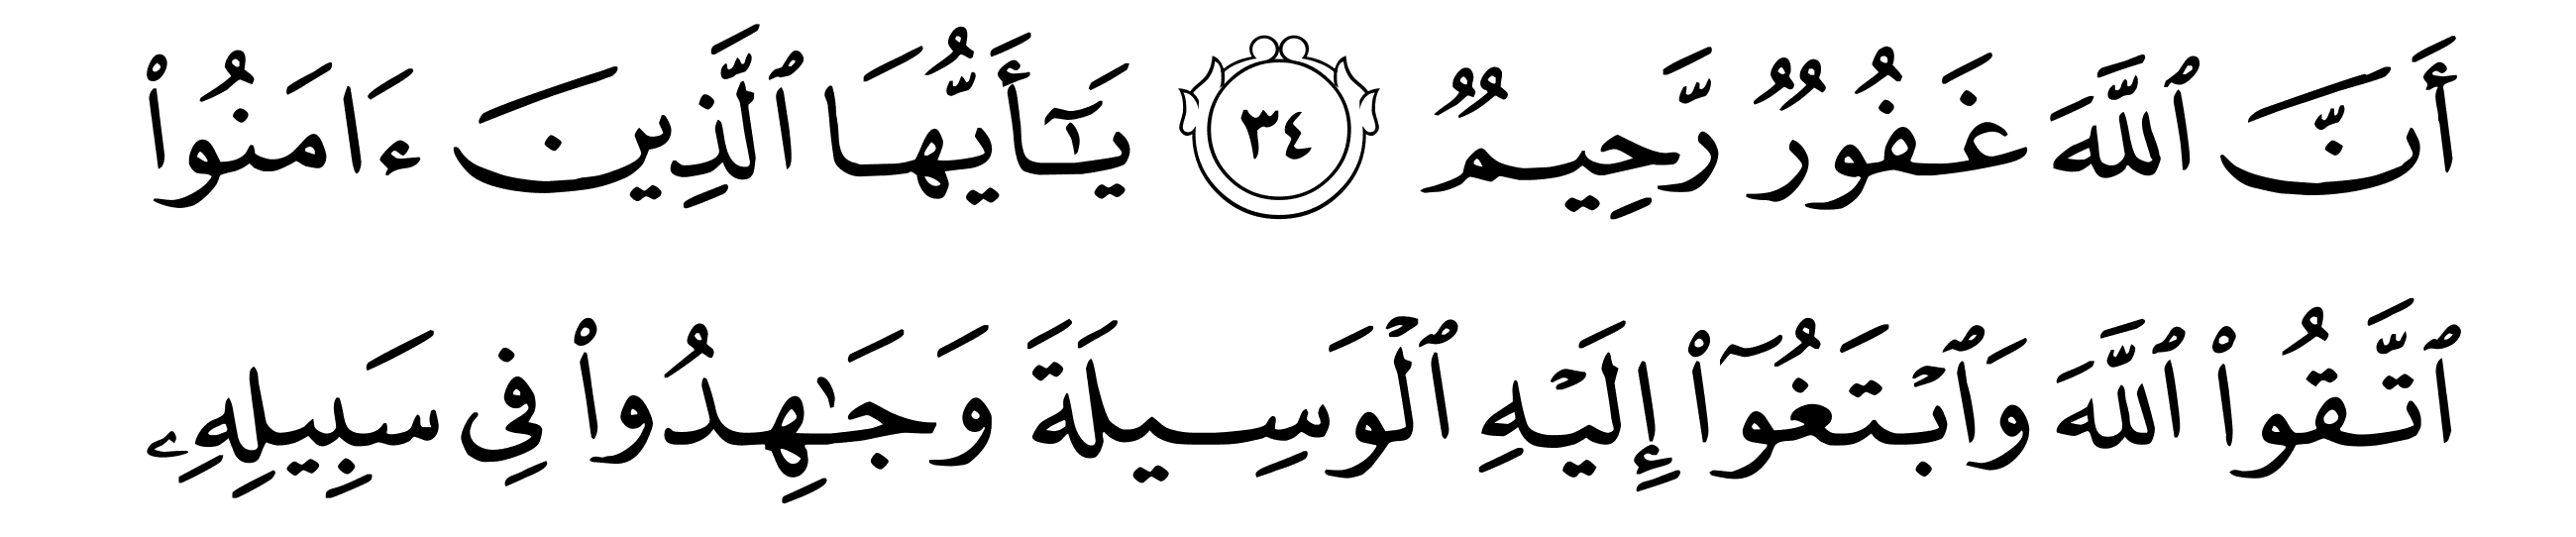 أَنَّ ٱللَّهَ غَفُورٌ رَّحِيمٌ ٣٤ يَـٰٓأَيُّهَا ٱلَّذِينَ ءَامَنُوا۟
ٱتَّقُوا۟ ٱللَّهَ وَٱبْتَغُوٓا۟ إِلَيْهِ ٱلْوَسِيلَةَ وَجَـٰهِدُوا۟ فِى سَبِيلِهِۦ